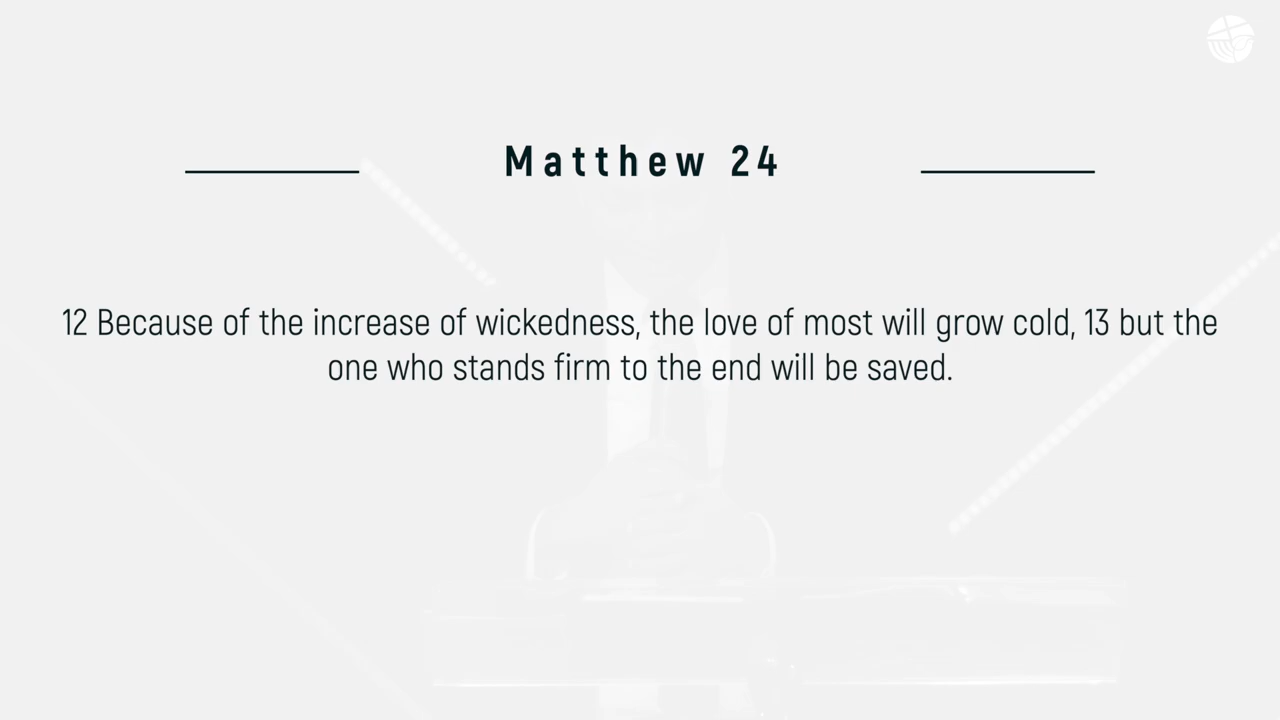 Matthew 24
12 Because of the increase of wickedness, the love of most will grow cold, 13 but the
one who stands firm to the end will be saved.